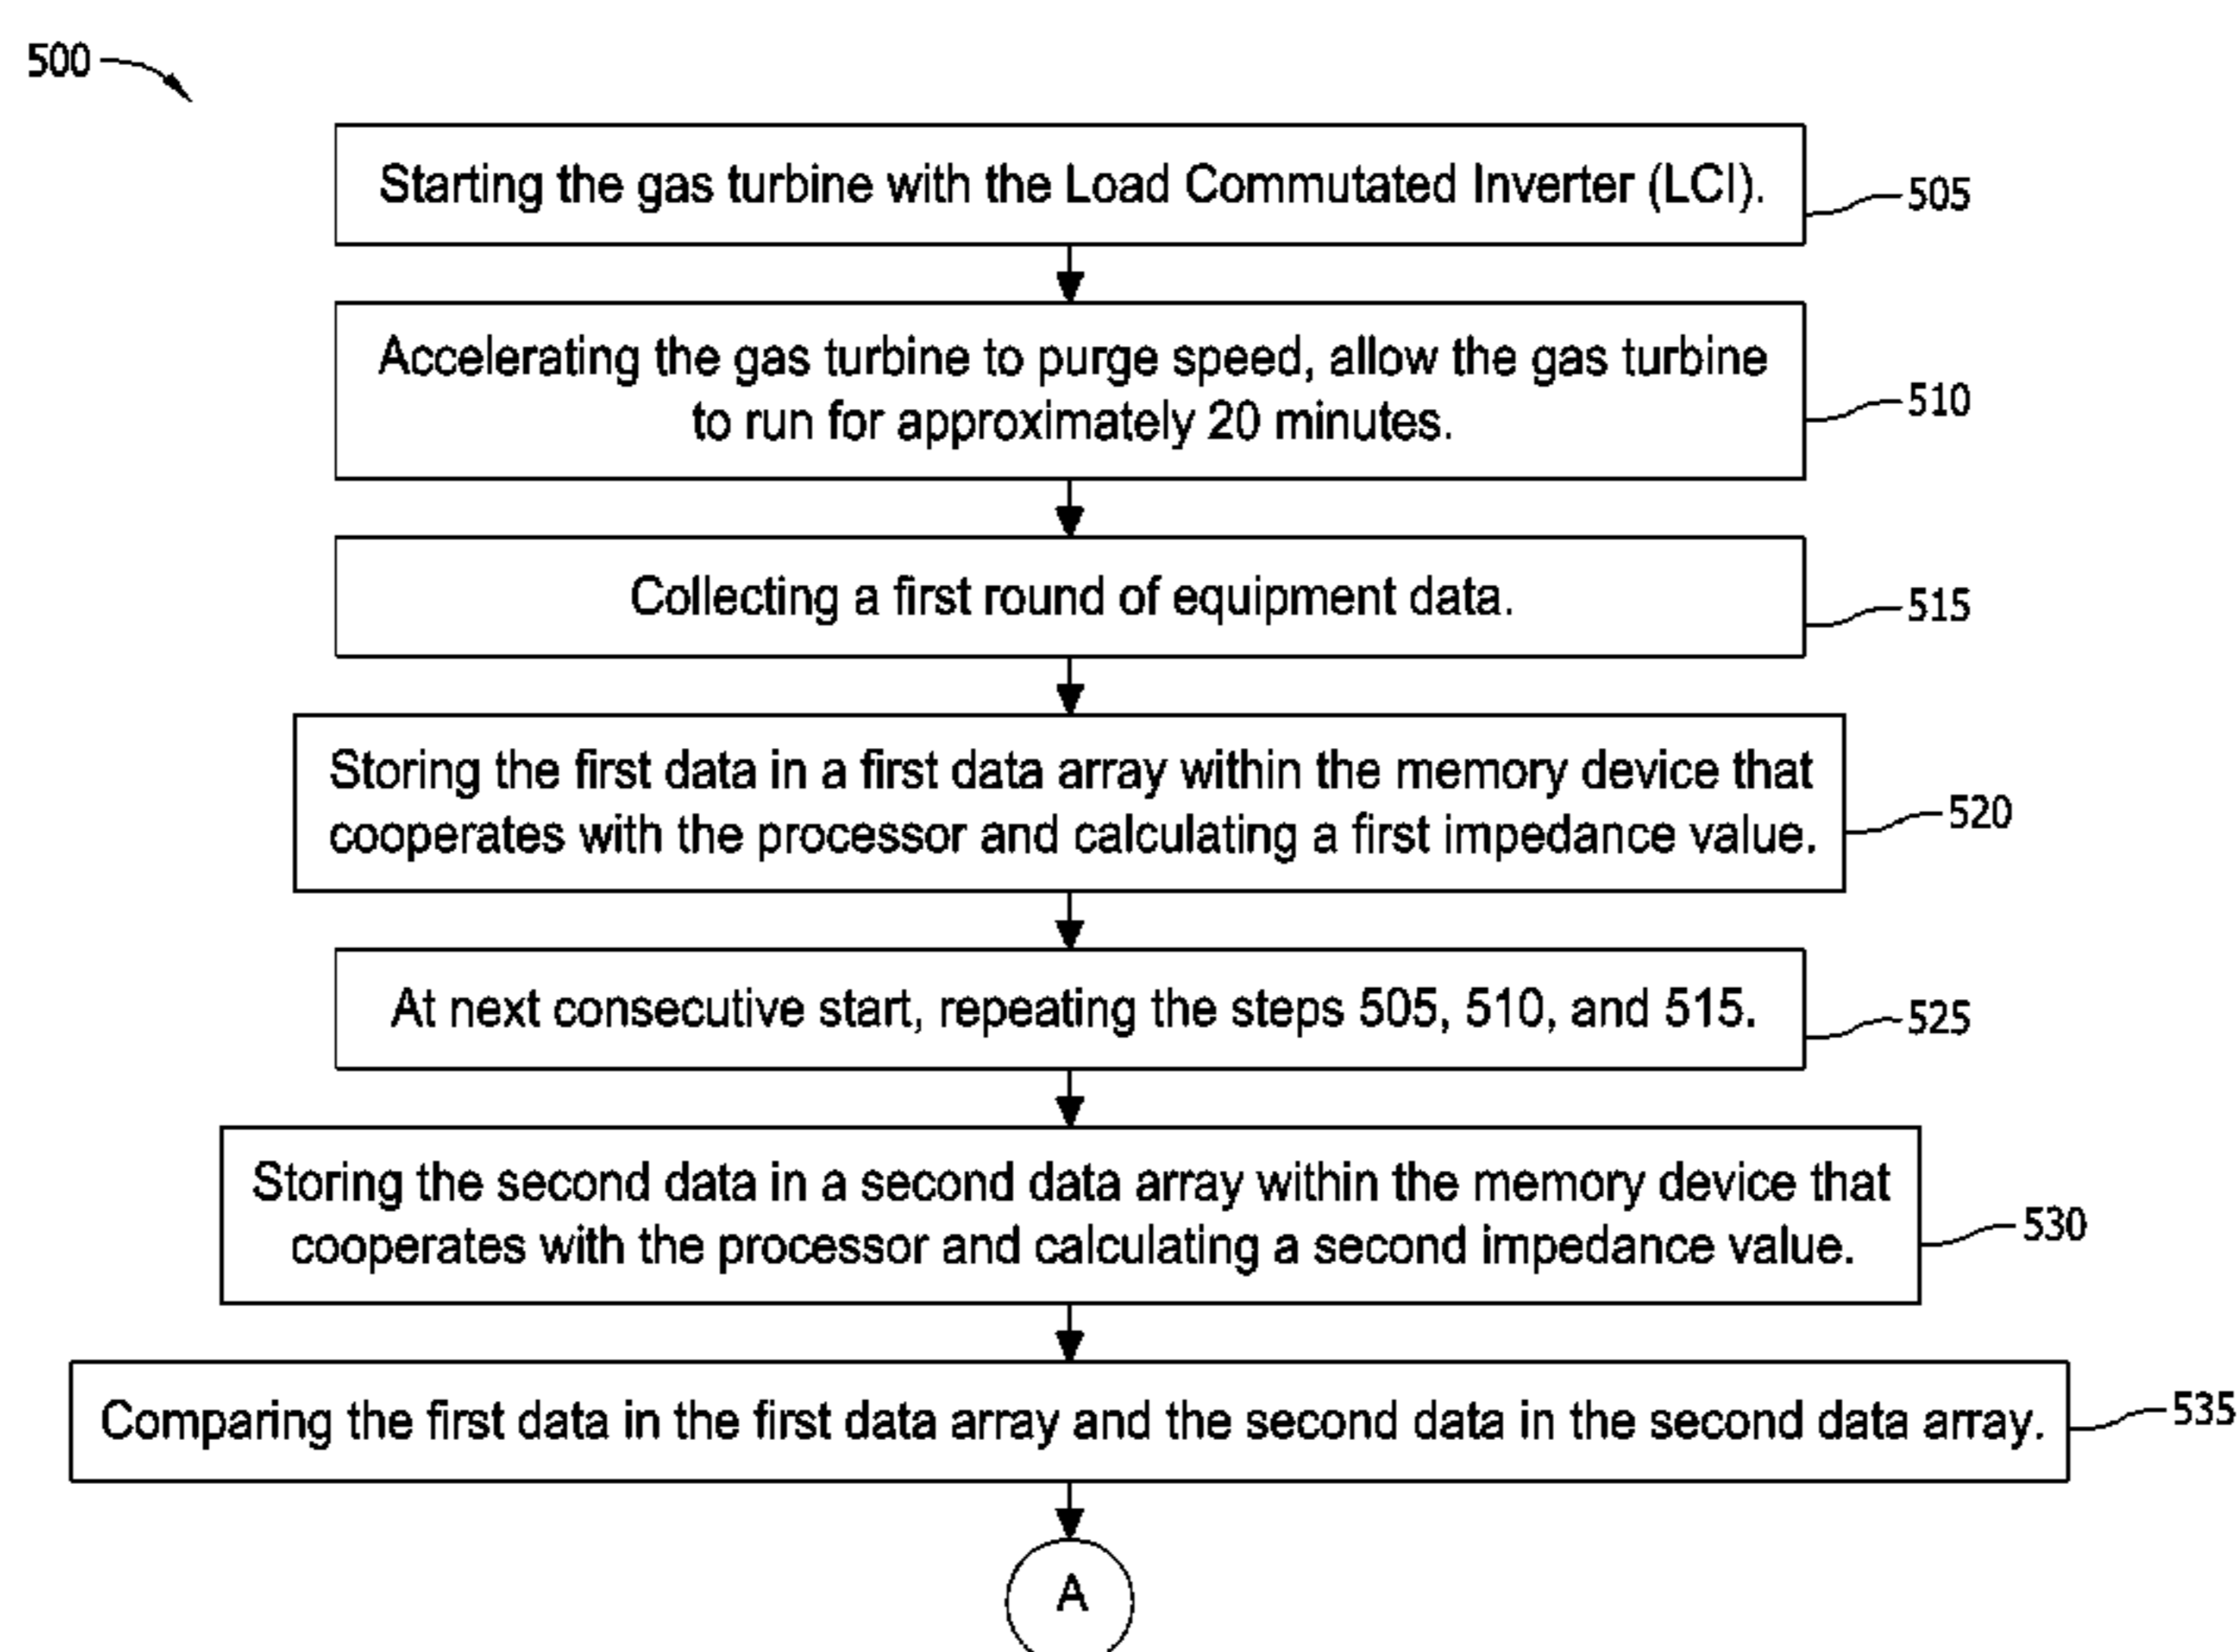 500
Starting the gas turbine with the Load Commutated Inverter (LCI).
505
Accelerating the gas turbine to purge speed, allow the gas turbine
to run for approximately 20 minutes.
510
Collecting a first round of equipment data.
515
Storing the first data in a first data array within the memory device that
cooperates with the processor and calculating a first impedance value.
520
At next consecutive start, repeating the steps 505, 510, and 515.
525
Storing the second data in a second data array within the memory device that
cooperates with the processor and calculating a second impedance value.
530
Comparing the first data in the first data array and the second data in the second data array.
535
A